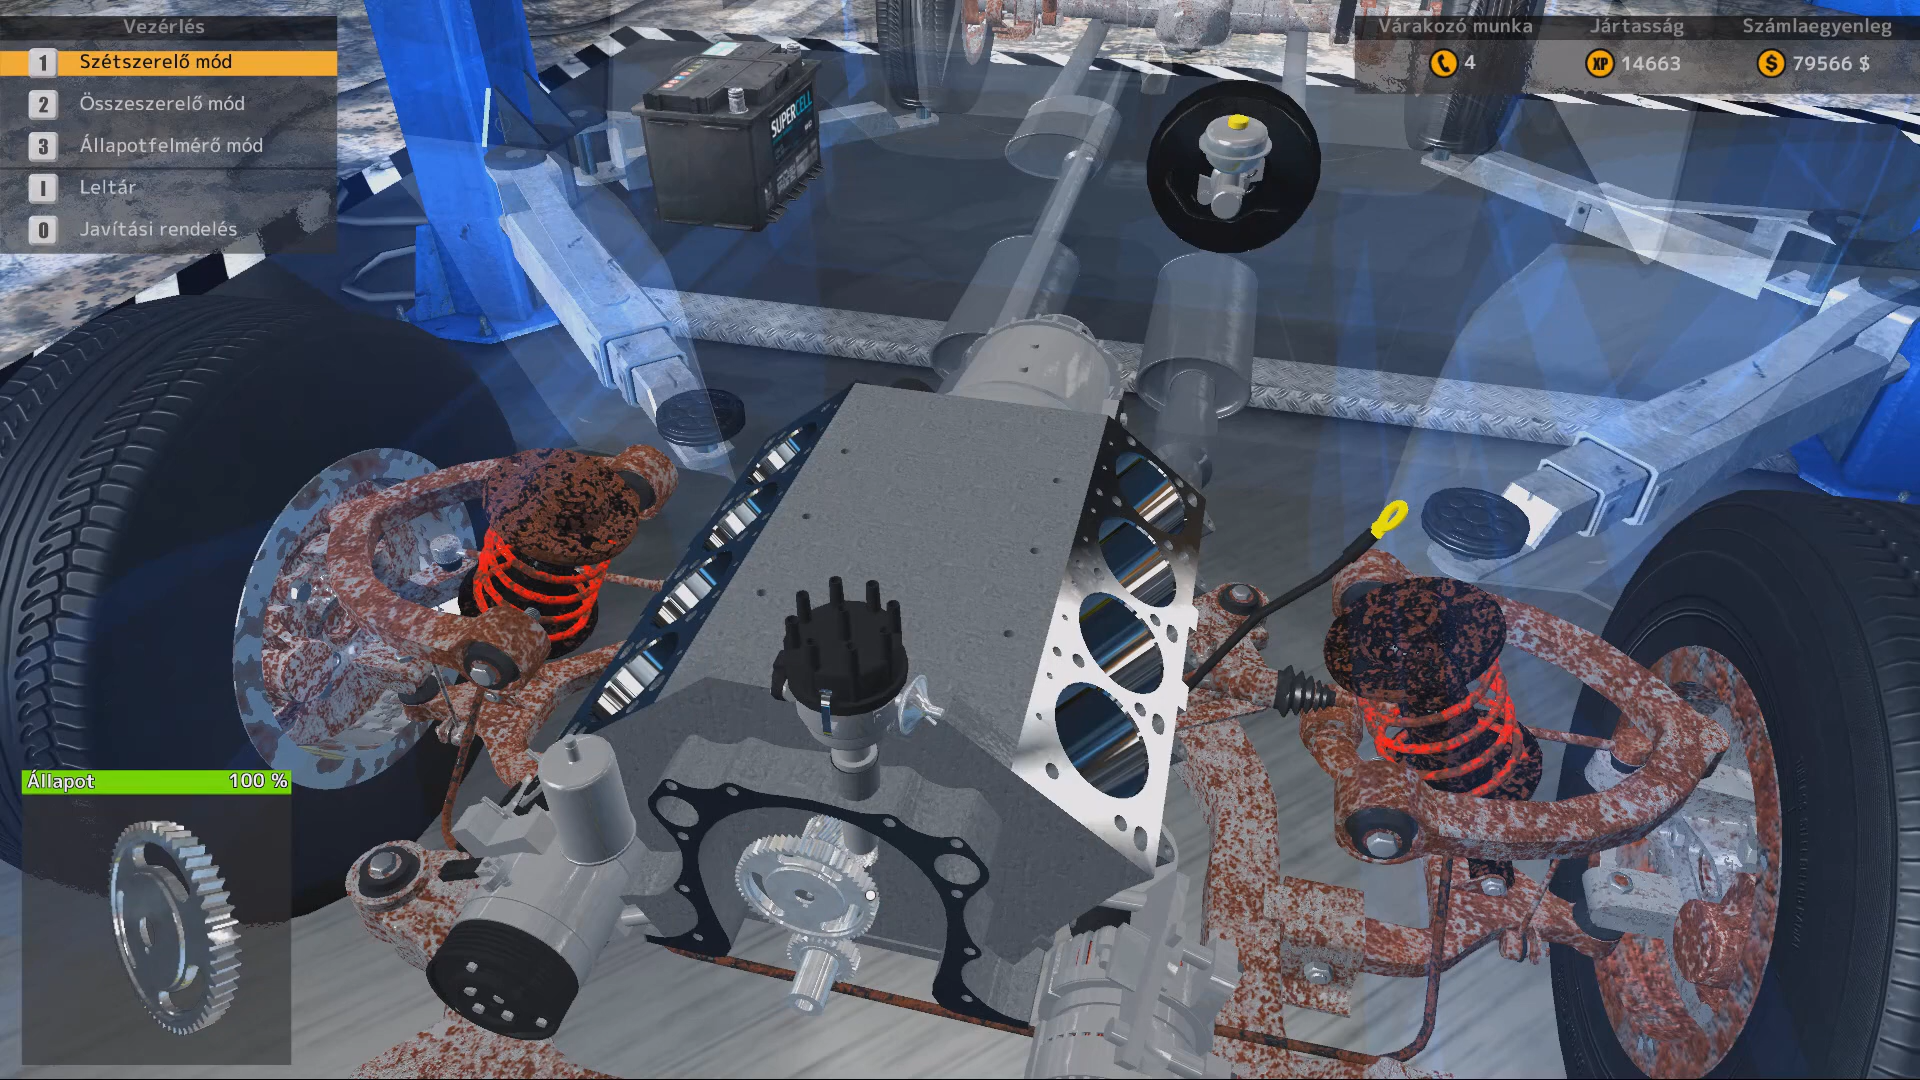 Vezérlés
1 Szétszerelő mód
2 Összeszerelő mód
3 Állapotfelmérő mód
I Leltár
O Javítási rendelés
Várakozó munka
4
Jártasság
XP 14663
Számlaegyenleg
$ 79566 $
SUPERCELL
Állapot 100 %